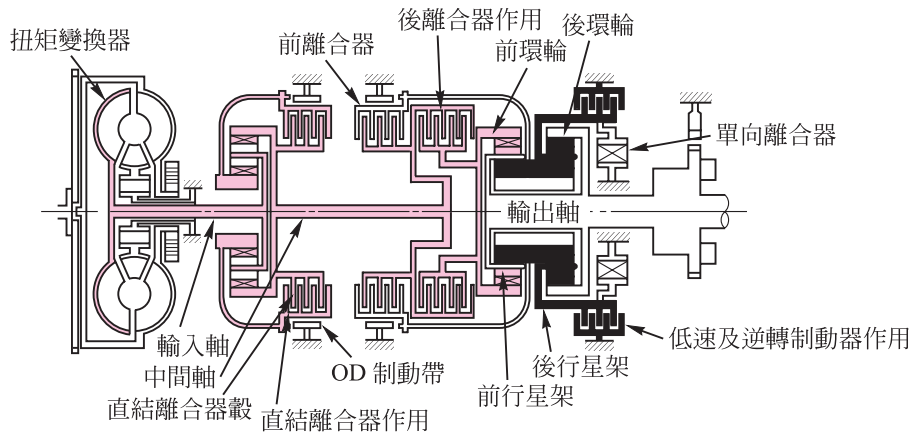 扭矩變換器
前離合器
後離合器作用
前環輪
後環輪
單向離合器
輸出軸
輸入軸
中間軸
直結離合器轂
直結離合器作用
OD 制動帶
前行星架
後行星架
低速及逆轉制動器作用